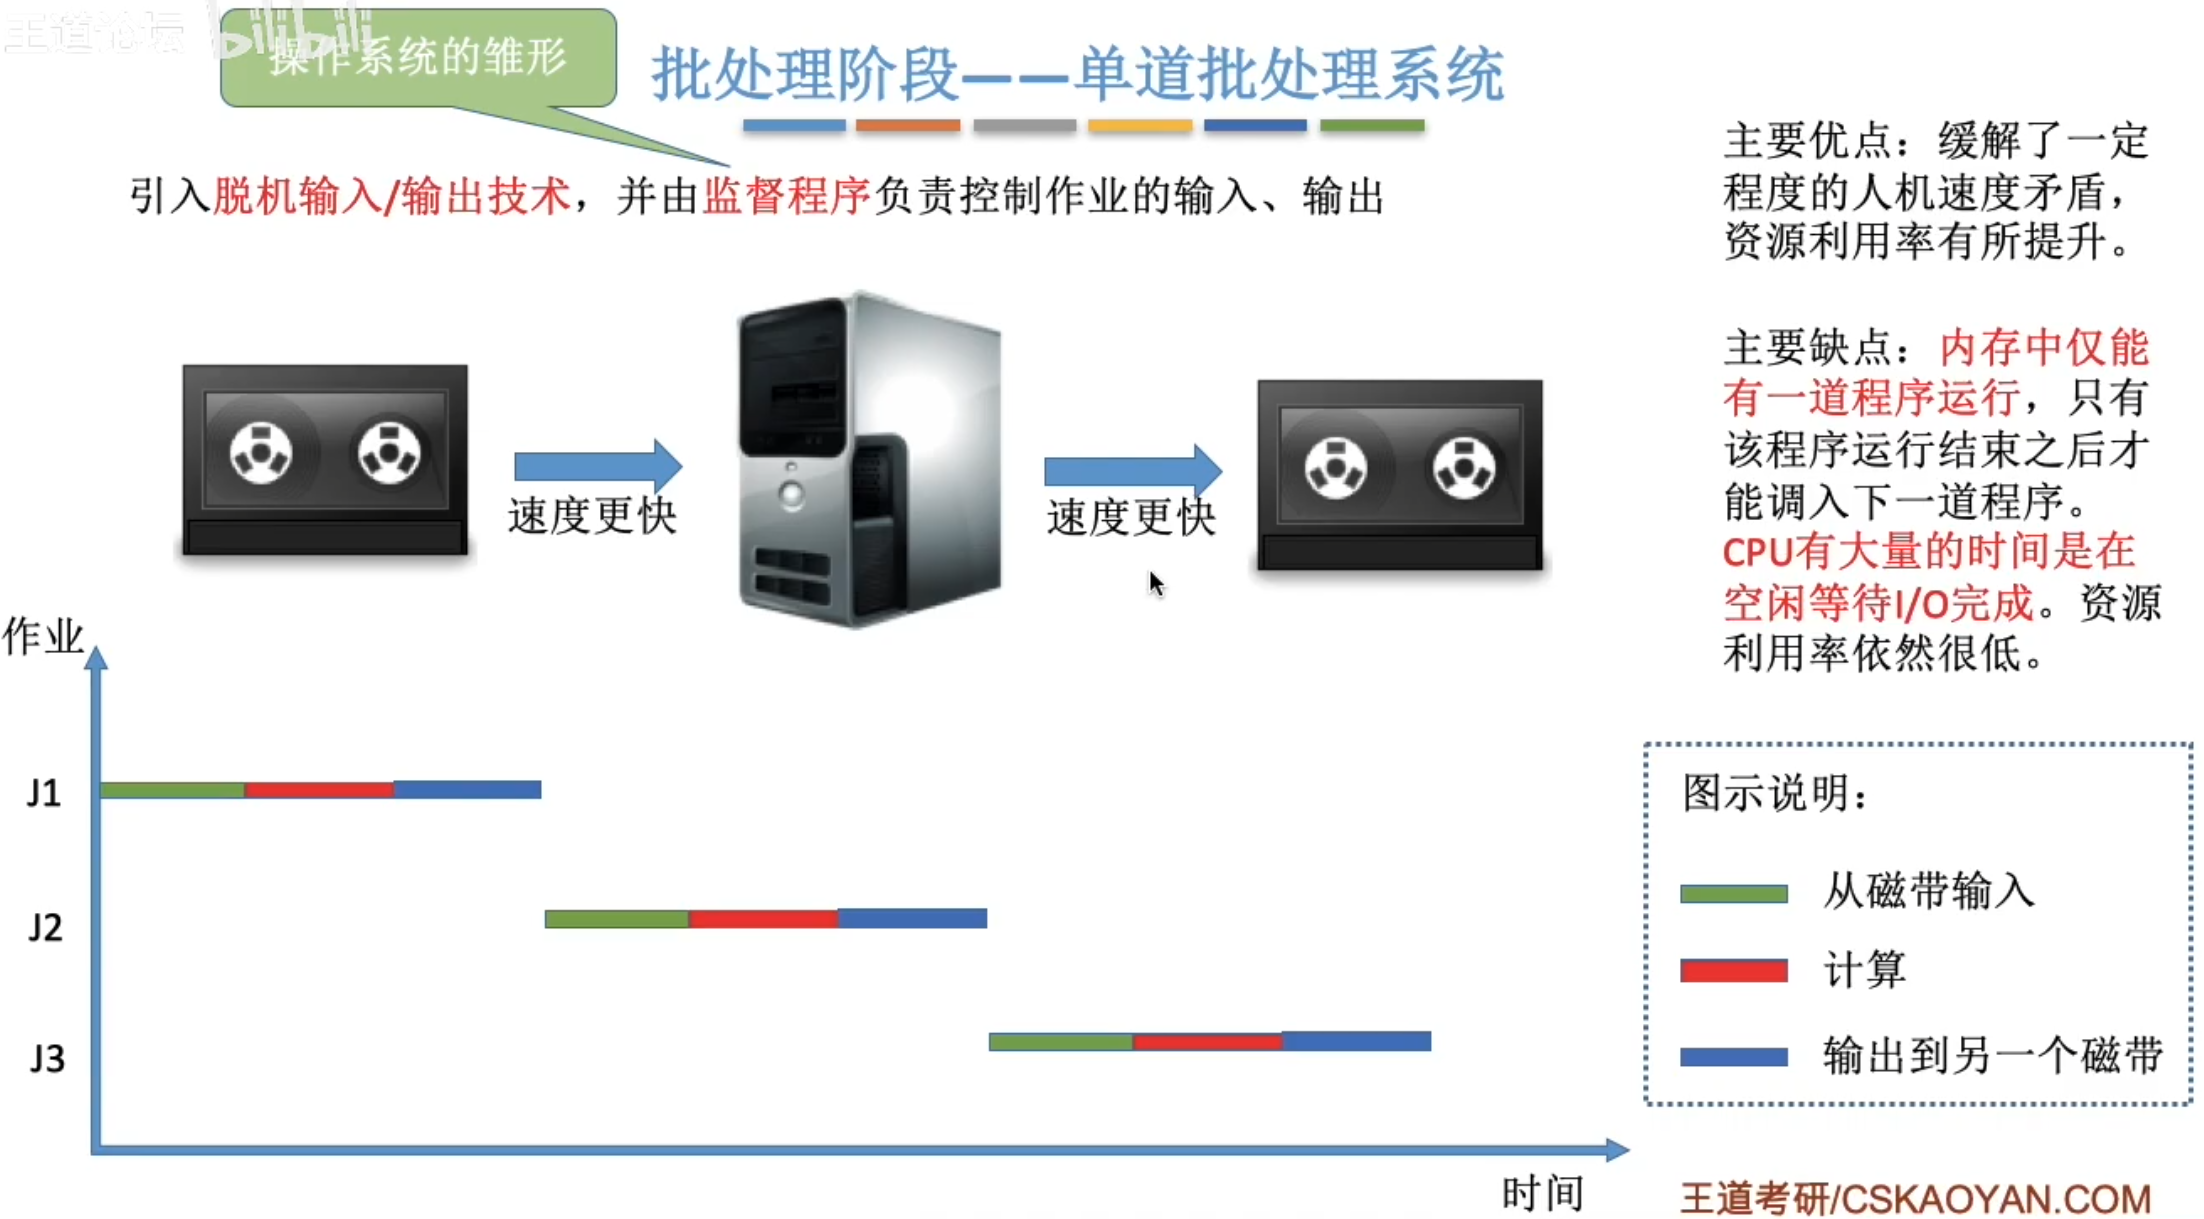 王道论坛
bilibili
操作系统的雏形
批处理阶段——单道批处理系统
引入脱机输入/输出技术，并由监督程序负责控制作业的输入、输出
速度更快
速度更快
主要优点：缓解了一定
程度的人机速度矛盾，
资源利用率有所提升。
主要缺点：内存中仅能
有一道程序运行，只有
该程序运行结束之后才
能调入下一道程序。
CPU有大量的时间是在
空闲等待I/O完成。资源
利用率依然很低。
作业
J1
J2
J3
时间
图示说明：
从磁带输入
计算
输出到另一个磁带
王道考研/CSKAOYAN.COM